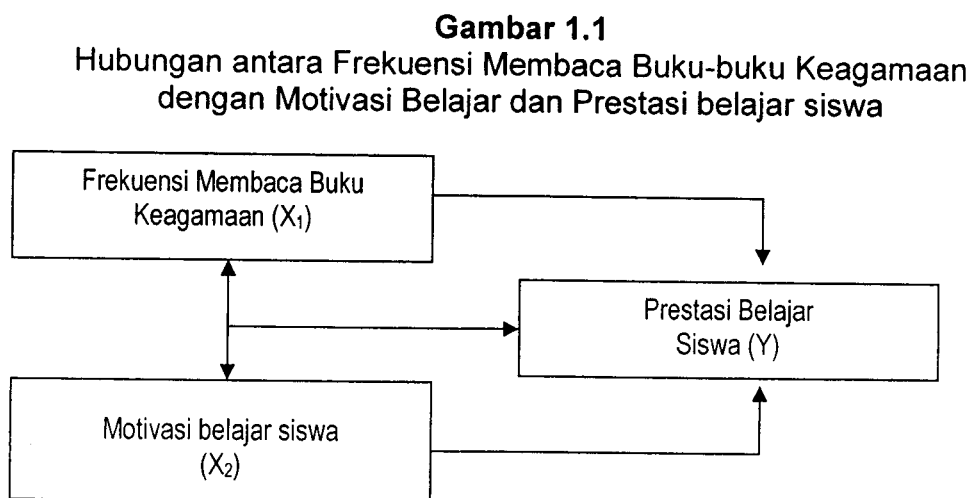 Gambar 1.1
Hubungan antara Frekuensi Membaca Buku-buku Keagamaan
dengan Motivasi Belajar dan Prestasi belajar siswa
Frekuensi Membaca Buku
Keagamaan (X₁)
Prestasi Belajar
Siswa (Y)
Motivasi belajar siswa
(X₂)